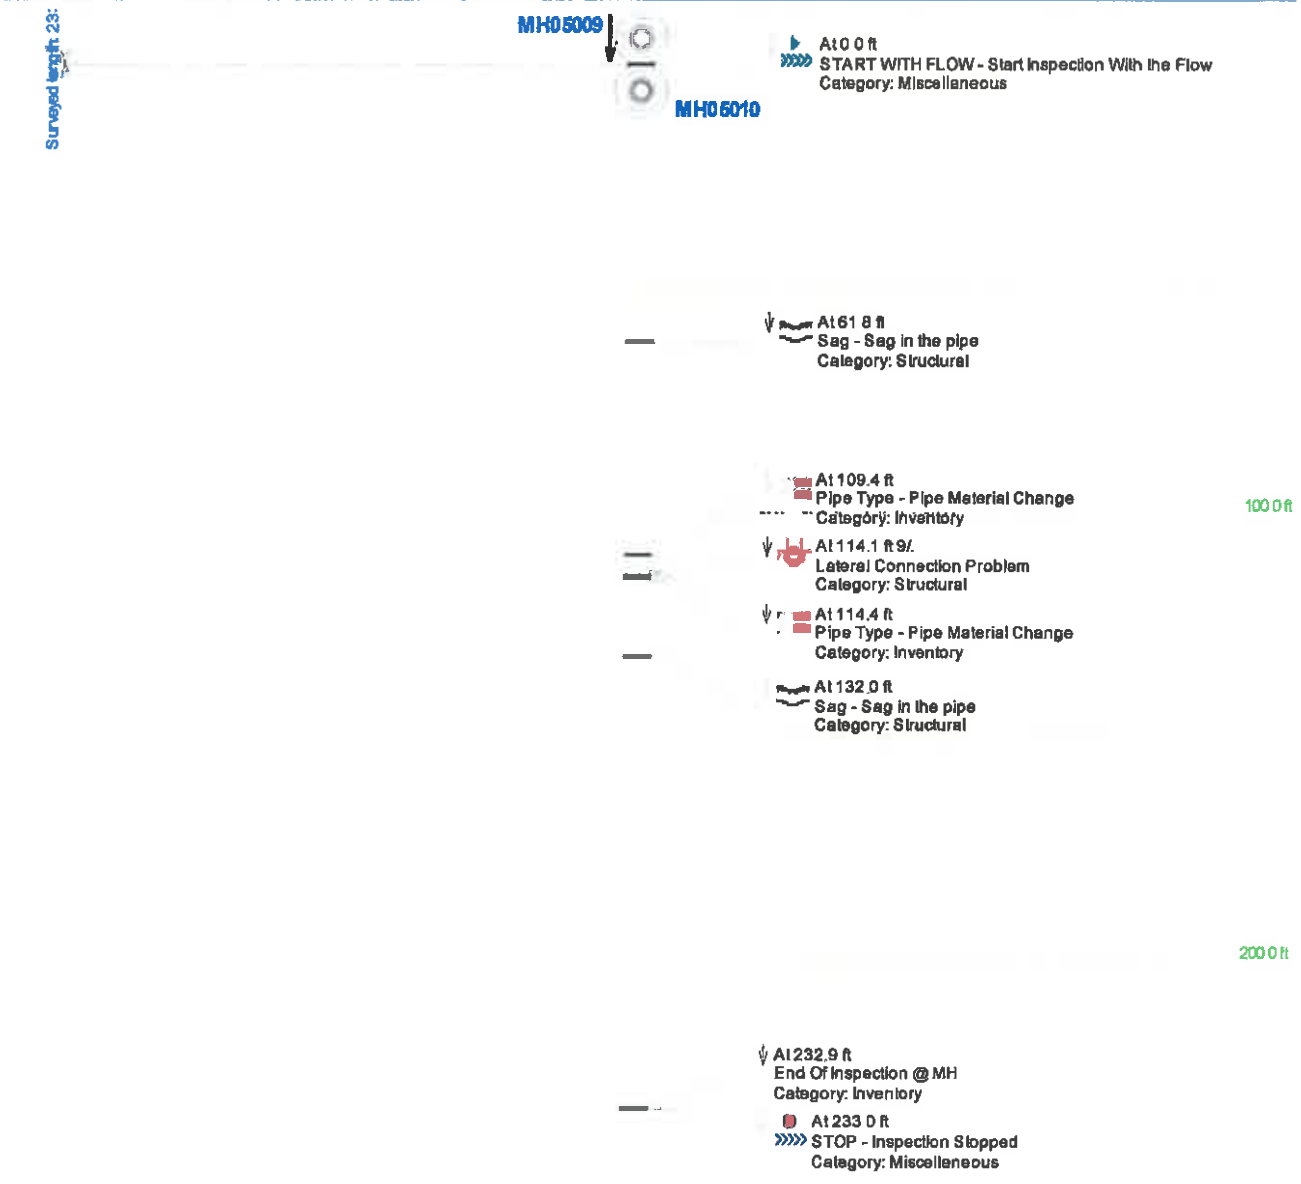 Surveyed length: 23:
MH05009
At 0 0 ft
START WITH FLOW - Start Inspection With the Flow
Category: Miscellaneous
MH05010
At 61 8 ft
Sag - Sag in the pipe
Category: Structural
At 109.4 ft
Pipe Type - Pipe Material Change
Category: Inventory
100 0 ft
At 114.1 ft 9/.
Lateral Connection Problem
Category: Structural
At 114.4 ft
Pipe Type - Pipe Material Change
Category: Inventory
At 132.0 ft
Sag - Sag in the pipe
Category: Structural
200 0 ft
At 232.9 ft
End Of Inspection @ MH
Category: Inventory
At 233 0 ft
STOP - Inspection Stopped
Category: Miscellaneous